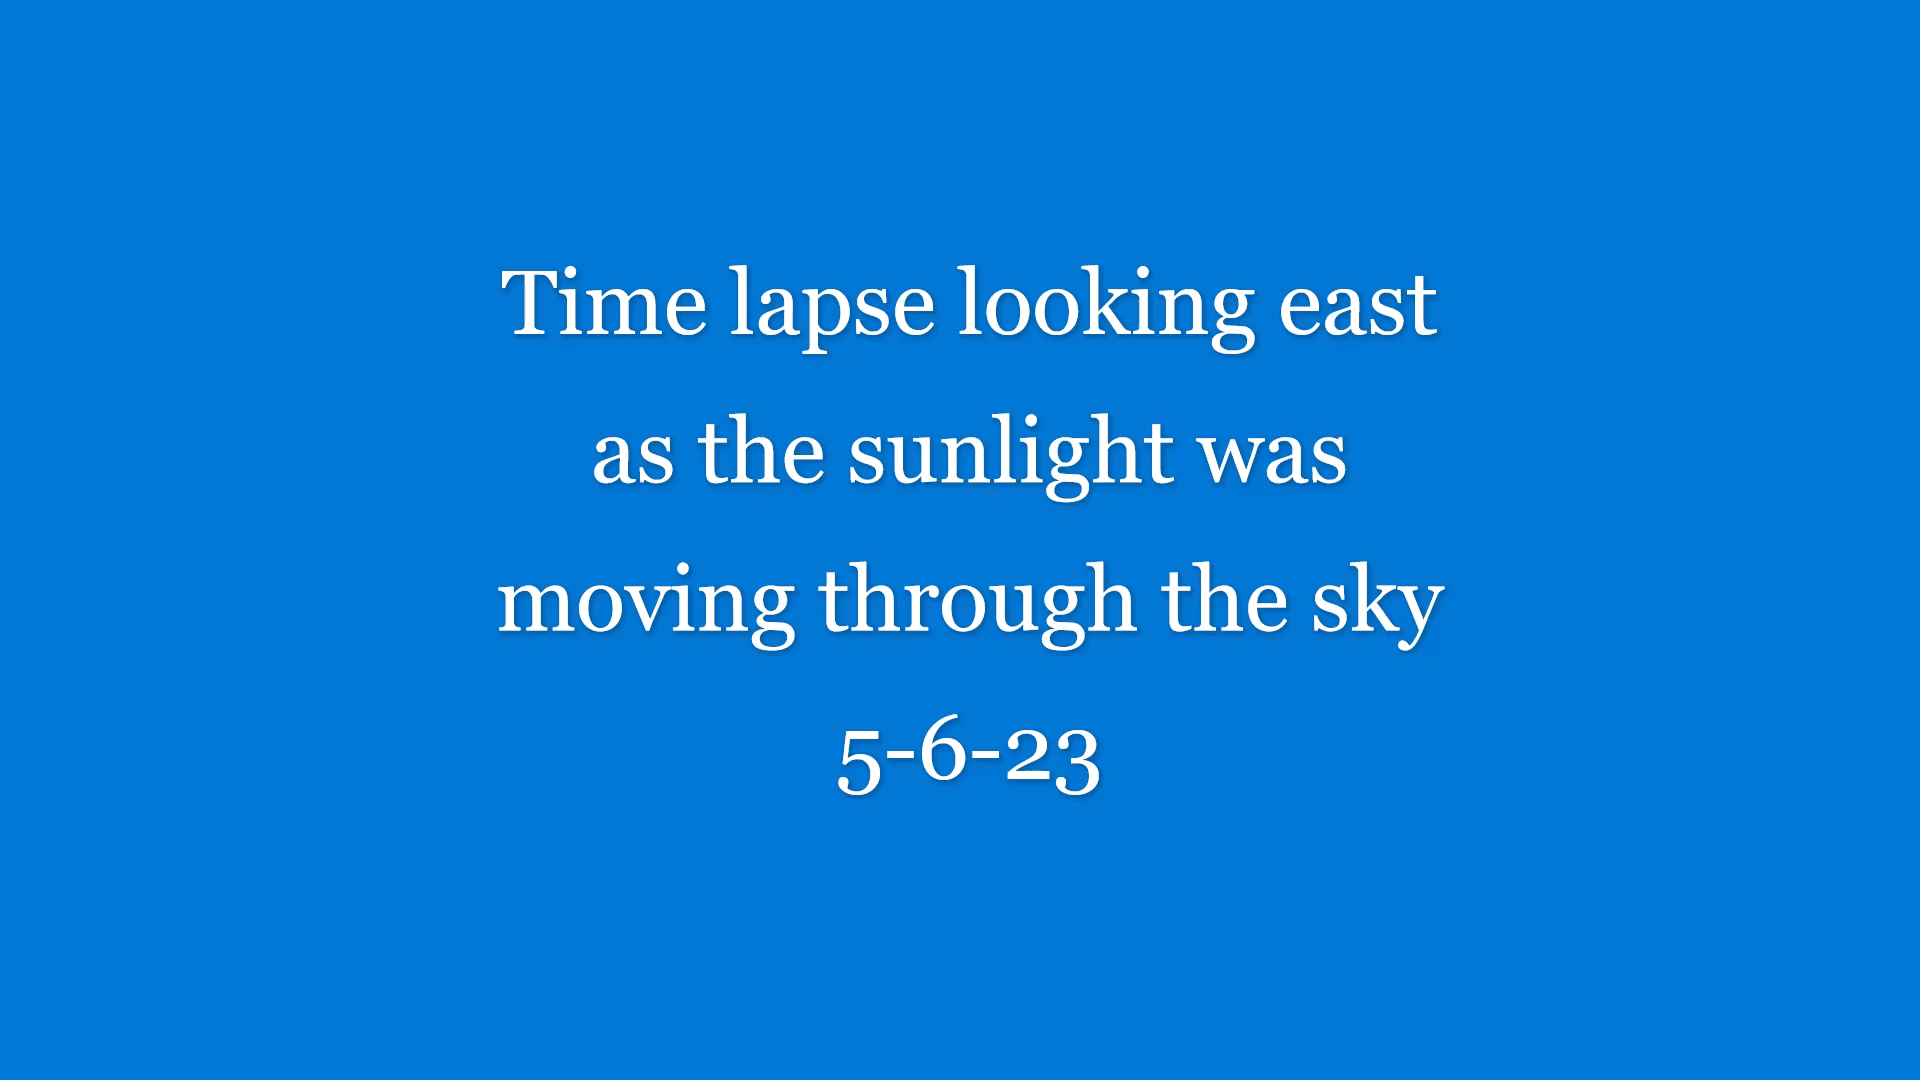 Time lapse looking east
as the sunlight was
moving through the sky
5-6-23